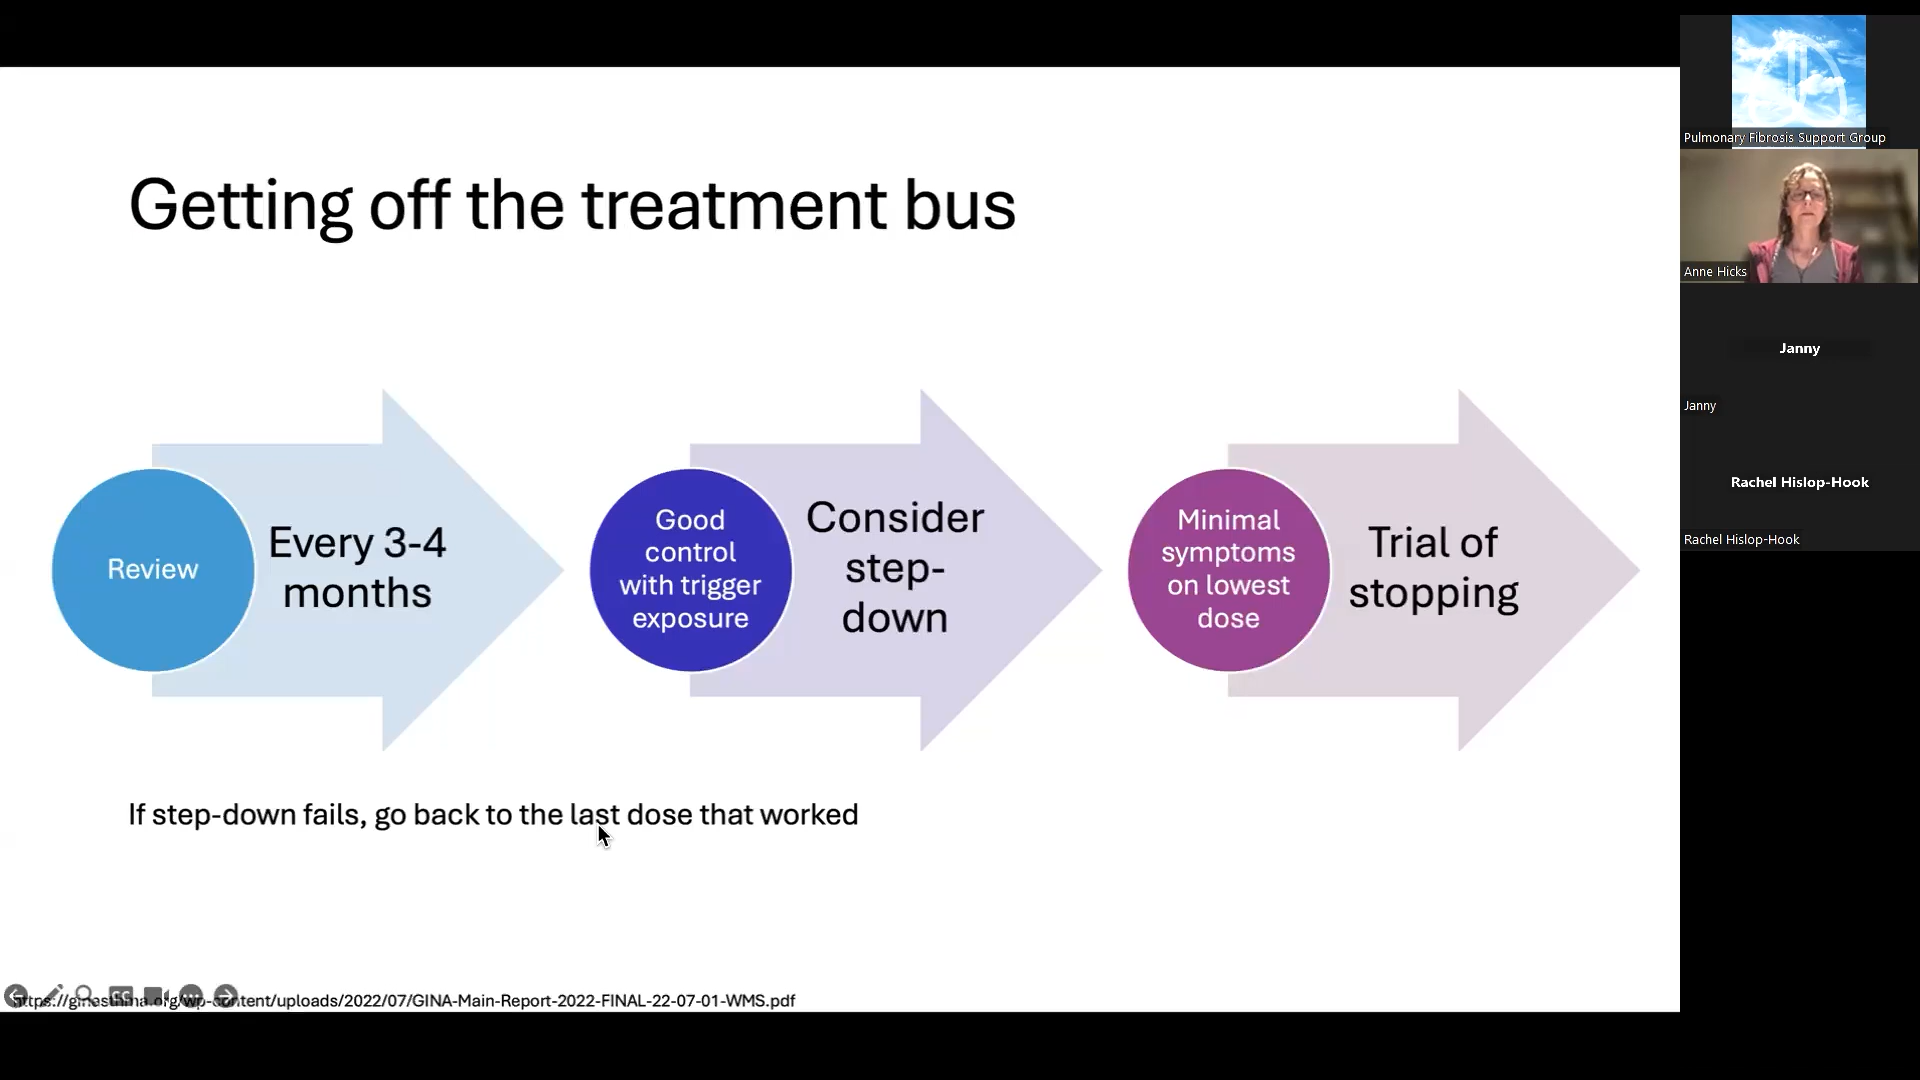 Getting off the treatment bus
Review
Every 3-4
months
Good
control
with trigger
exposure
Consider
step-
down
Minimal
symptoms
on lowest
dose
Trial of
stopping
If step-down fails, go back to the last dose that worked
https://ginasthma.org/wp-content/uploads/2022/07/GINA-Main-Report-2022-FINAL-22-07-01-WMS.pdf
Pulmonary Fibrosis Support Group
Anne Hicks
Janny
Janny
Rachel Hislop-Hook
Rachel Hislop-Hook